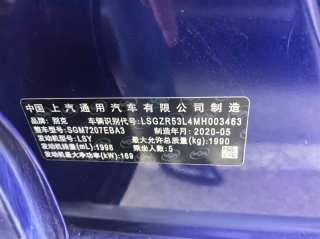 中国 上汽通用汽车有限公司 制造
品牌: 别克 车辆识别代号: LSGZR53L4MH003463
整车型号: SGM7207EBA3 制造年月: 2020-05
发动机型号: LSY 最大允许总质量(kg): 1990
发动机排量(mL): 1998 乘坐人数: 5
发动机最大净功率(kW): 169